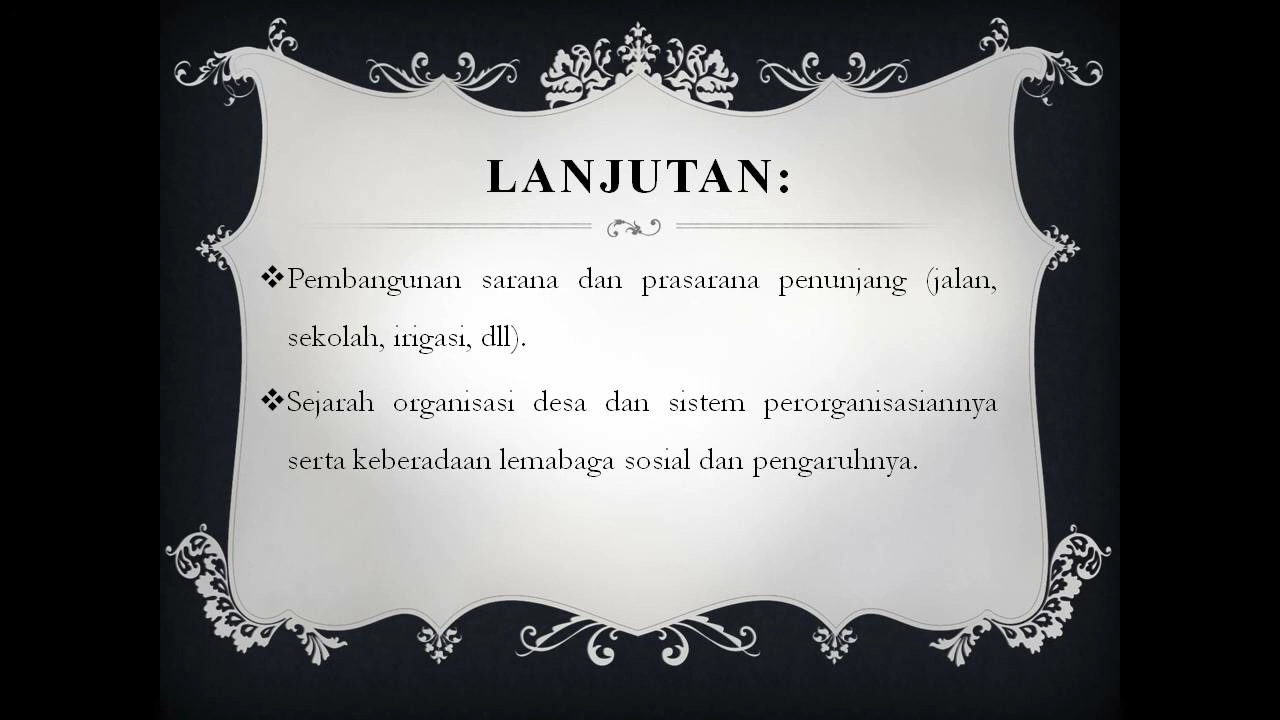 LANJUTAN:
❖Pembangunan sarana dan prasarana penunjang (jalan,
sekolah, irigasi, dll).
❖Sejarah organisasi desa dan sistem perorganisasiannya
serta keberadaan lemabaga sosial dan pengaruhnya.